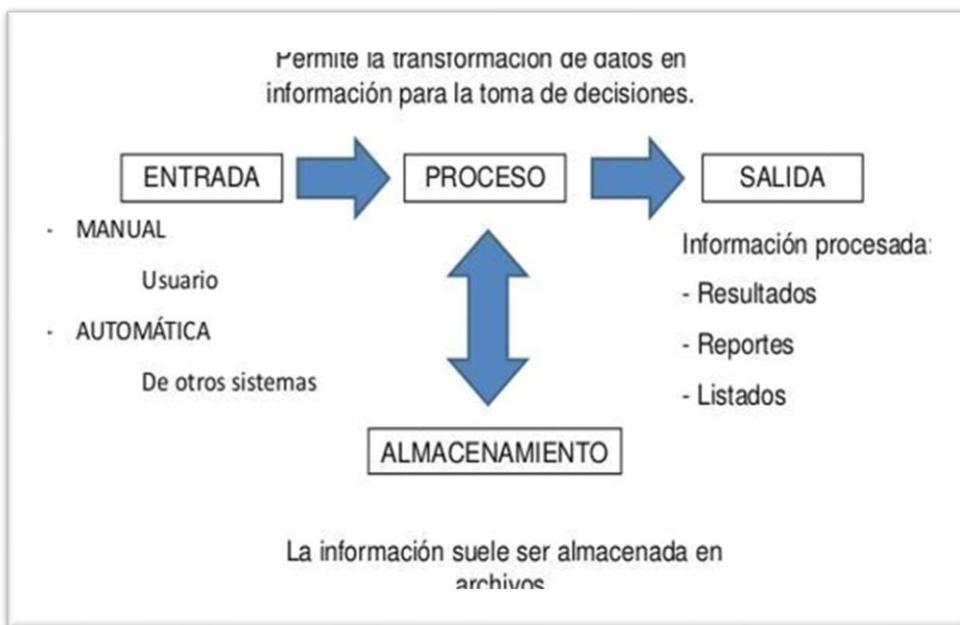 Permite la transformación de datos en
información para la toma de decisiones.
ENTRADA
PROCESO
SALIDA
- MANUAL
Usuario
- AUTOMÁTICA
De otros sistemas
Información procesada:
- Resultados
- Reportes
- Listados
ALMACENAMIENTO
La información suele ser almacenada en
archivos